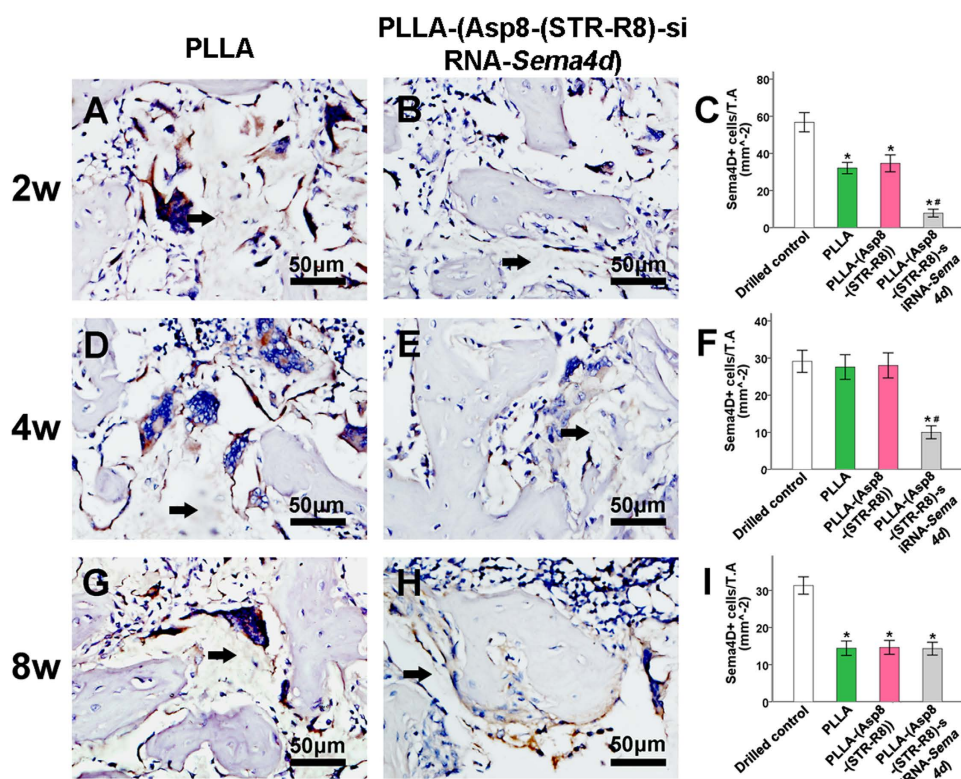 PLLA
PLLA-(Asp8-(STR-R8)-si
RNA-Sema4d)
2w
A
50µm
B
50µm
C
Sema4D+ cells/T.A
(mm^-2)
60
40
20
0
*
*
*#
Drilled control
PLLA
PLLA-(Asp8
-(STR-R8))
PLLA-(Asp8
-(STR-R8)-s
iRNA-Sema
4d)
4w
D
50µm
E
50µm
F
Sema4D+ cells/T.A
(mm^-2)
40
30
20
10
0
*#
Drilled control
PLLA
PLLA-(Asp8
-(STR-R8))
PLLA-(Asp8
-(STR-R8)-s
iRNA-Sema
4d)
8w
G
50µm
H
50µm
I
Sema4D+ cells/T.A
(mm^-2)
30
20
10
0
*
*
*
Drilled control
PLLA
PLLA-(Asp8
-(STR-R8))
PLLA-(Asp8
-(STR-R8)-s
iRNA-Sema
4d)